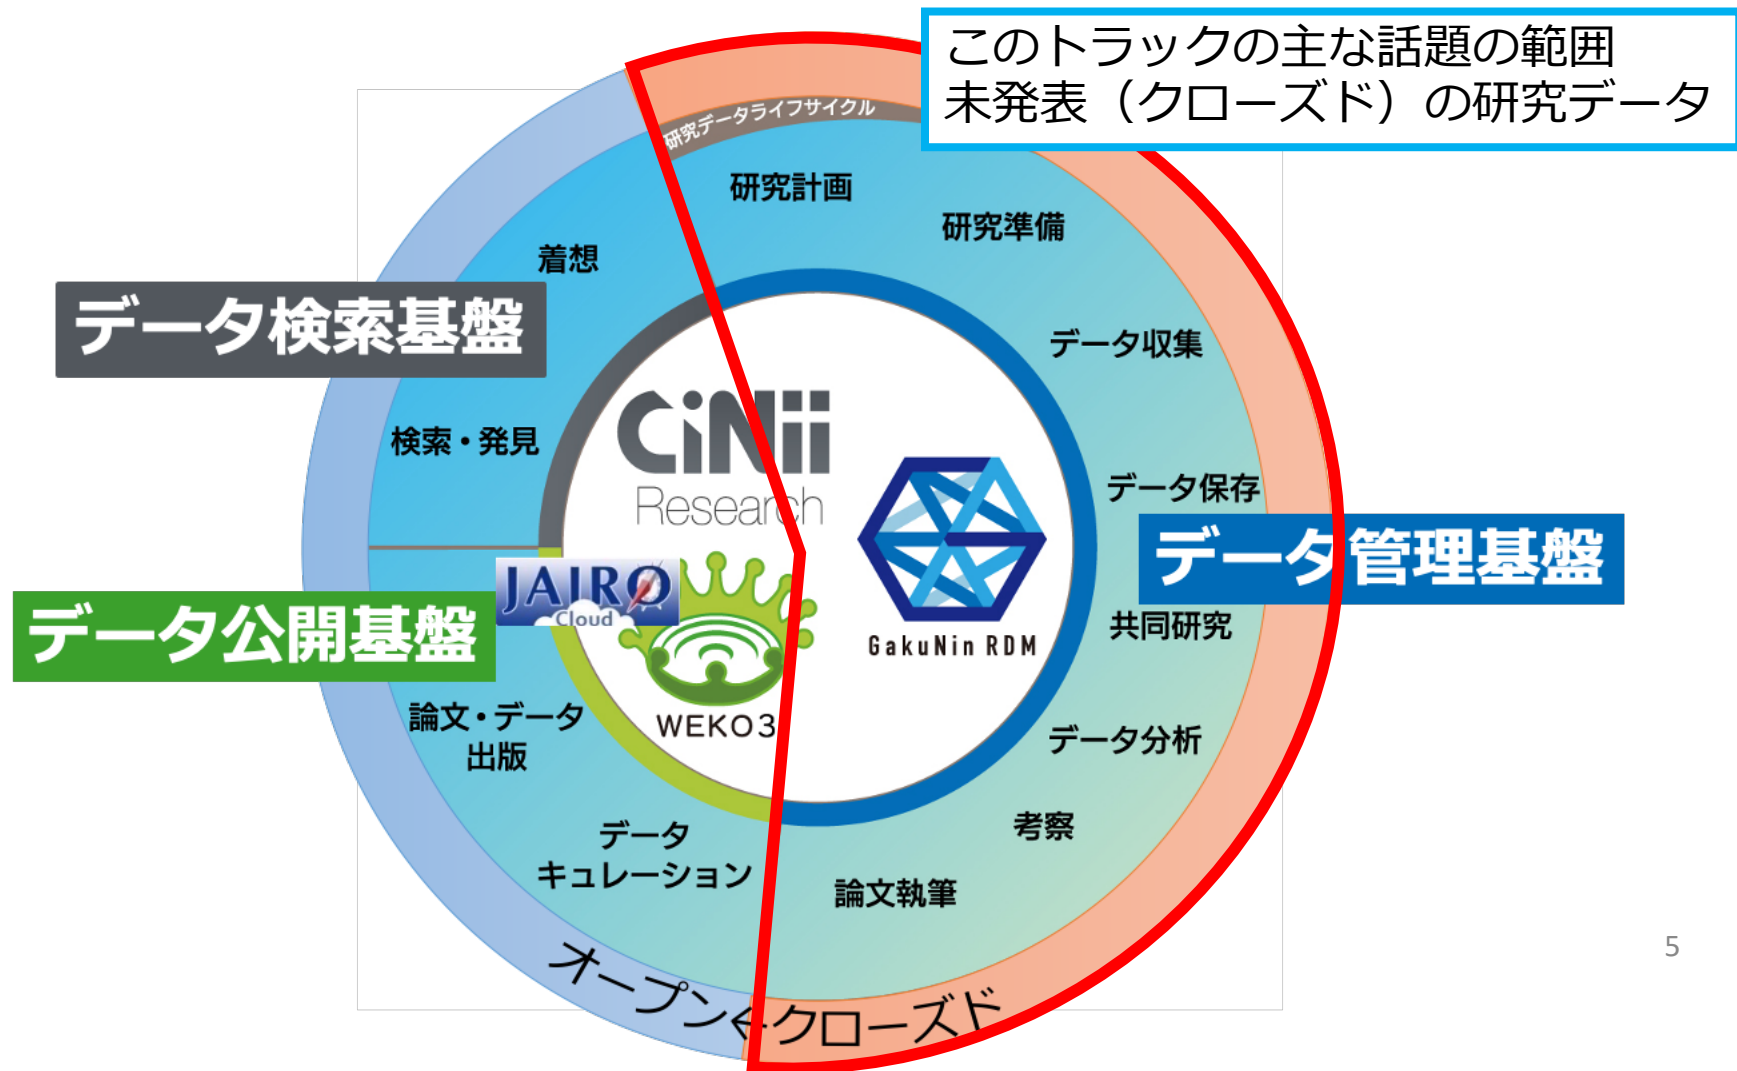 このトラックの主な話題の範囲
未発表（クローズド）の研究データ
研究データライフサイクル
研究計画
研究準備
着想
データ検索基盤
データ収集
検索・発見
CiNii
Research
データ保存
データ管理基盤
JAIRO
Cloud
データ公開基盤
GakuNin RDM
共同研究
WEKO3
論文・データ
出版
データ分析
考察
データ
キュレーション
論文執筆
オープン←クローズド
5